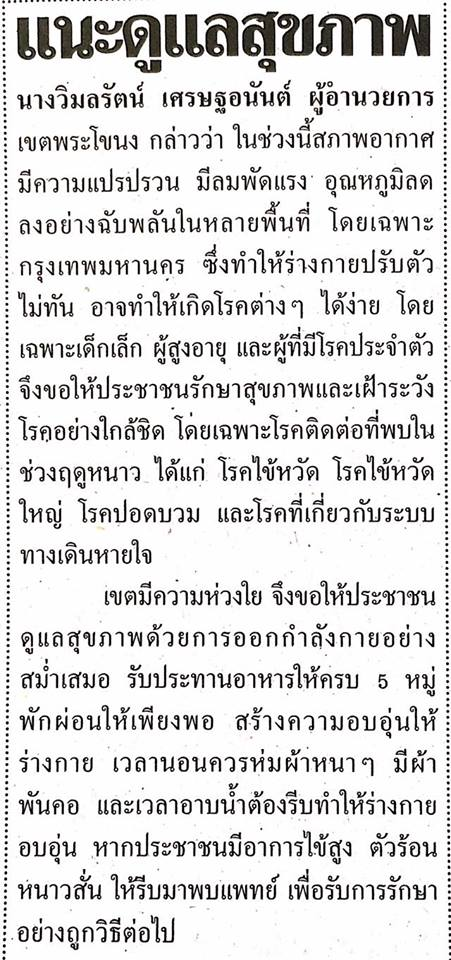 แนะดูแลสุขภาพ
นางวิมลรัตน์ เศรษฐอนันต์ ผู้อำนวยการ
เขตพระโขนง กล่าวว่า ในช่วงนี้สภาพอากาศ
มีความแปรปรวน มีลมพัดแรง อุณหภูมิลด
ลงอย่างฉับพลันในหลายพื้นที่ โดยเฉพาะ
กรุงเทพมหานคร ซึ่งทำให้ร่างกายปรับตัว
ไม่ทัน อาจทำให้เกิดโรคต่างๆ ได้ง่าย โดย
เฉพาะเด็กเล็ก ผู้สูงอายุ และผู้ที่มีโรคประจำตัว
จึงขอให้ประชาชนรักษาสุขภาพและเฝ้าระวัง
โรคอย่างใกล้ชิด โดยเฉพาะโรคติดต่อที่พบใน
ช่วงฤดูหนาว ได้แก่ โรคไข้หวัด โรคไข้หวัด
ใหญ่ โรคปอดบวม และโรคที่เกี่ยวกับระบบ
ทางเดินหายใจ
เขตมีความห่วงใย จึงขอให้ประชาชน
ดูแลสุขภาพด้วยการออกกำลังกายอย่าง
สม่ำเสมอ รับประทานอาหารให้ครบ 5 หมู่
พักผ่อนให้เพียงพอ สร้างความอบอุ่นให้
ร่างกาย เวลานอนควรห่มผ้าหนาๆ มีผ้า
พันคอ และเวลาอาบน้ำต้องรีบทำให้ร่างกาย
อบอุ่น หากประชาชนมีอาการไข้สูง ตัวร้อน
หนาวสั่น ให้รีบมาพบแพทย์ เพื่อรับการรักษา
อย่างถูกวิธีต่อไป